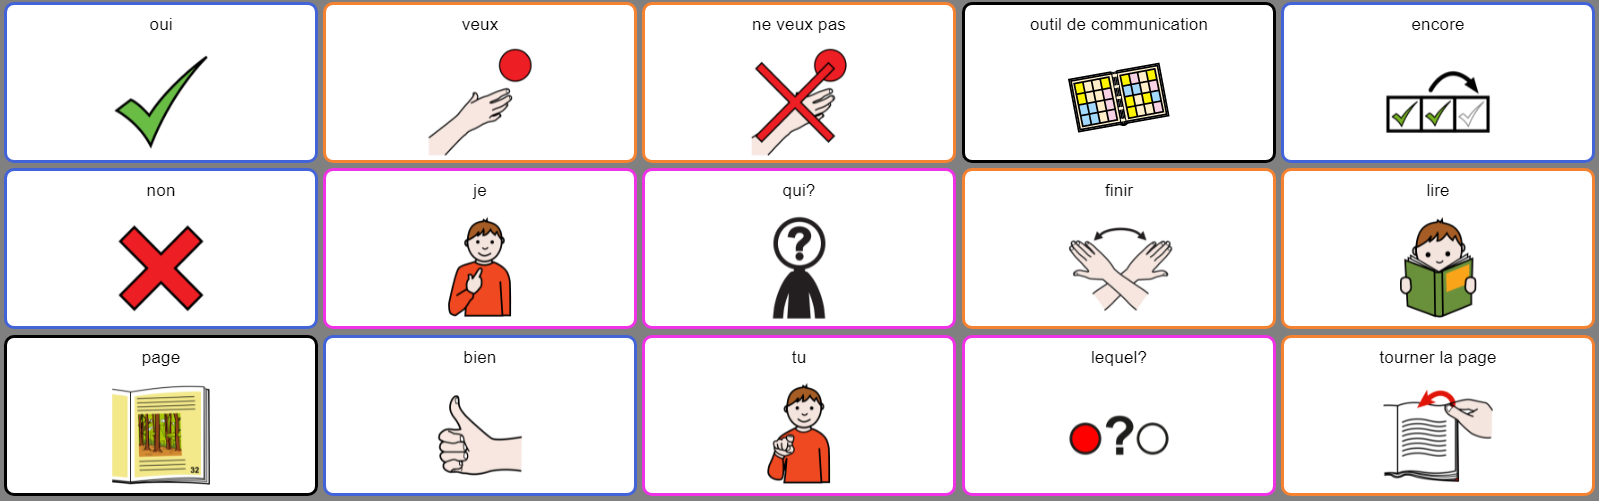 oui
veux
ne veux pas
outil de communication
encore
non
je
qui?
?
finir
lire
page
32
bien
tu
lequel?
?
tourner la page